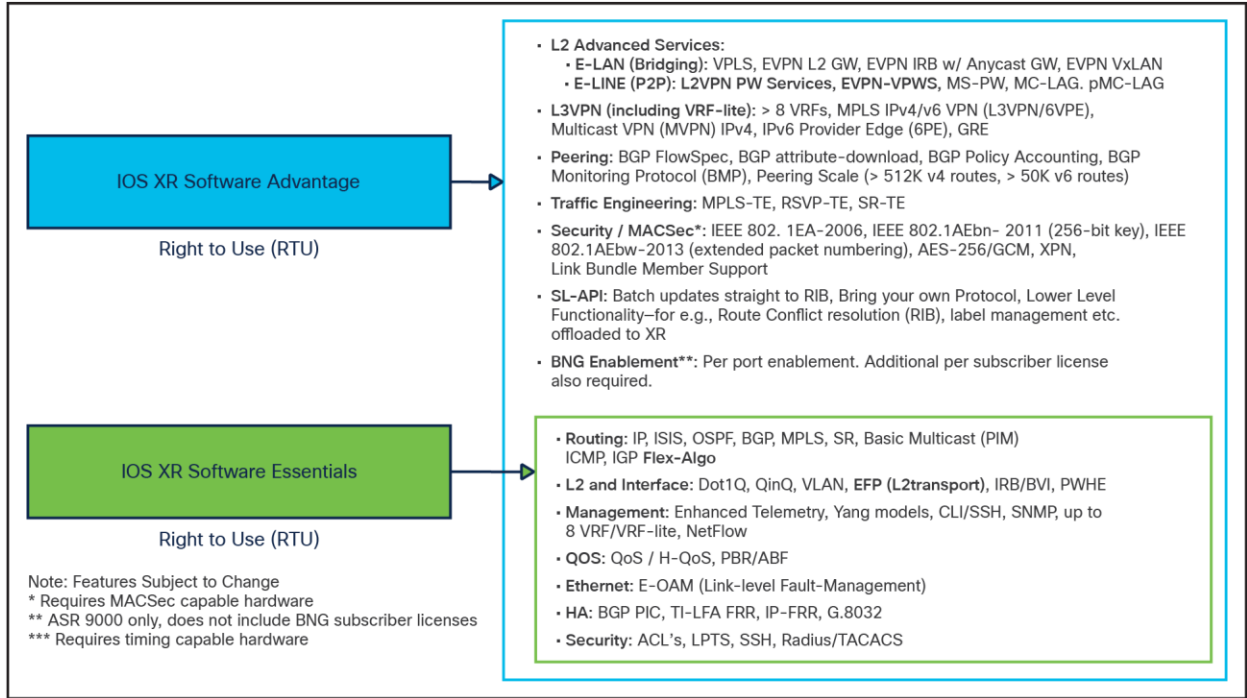 • L2 Advanced Services:
• E-LAN (Bridging): VPLS, EVPN L2 GW, EVPN IRB w/ Anycast GW, EVPN VxLAN
• E-LINE (P2P): L2VPN PW Services, EVPN-VPWS, MS-PW, MC-LAG. pMC-LAG
• L3VPN (including VRF-lite): > 8 VRFs, MPLS IPv4/v6 VPN (L3VPN/6VPE),
Multicast VPN (MVPN) IPv4, IPv6 Provider Edge (6PE), GRE
• Peering: BGP FlowSpec, BGP attribute-download, BGP Policy Accounting, BGP
Monitoring Protocol (BMP), Peering Scale (> 512K v4 routes, > 50K v6 routes)
• Traffic Engineering: MPLS-TE, RSVP-TE, SR-TE
• Security / MACSec*: IEEE 802. 1EA-2006, IEEE 802.1AEbn- 2011 (256-bit key), IEEE
802.1AEbw-2013 (extended packet numbering), AES-256/GCM, XPN,
Link Bundle Member Support
• SL-API: Batch updates straight to RIB, Bring your own Protocol, Lower Level
Functionality–for e.g., Route Conflict resolution (RIB), label management etc.
offloaded to XR
• BNG Enablement**: Per port enablement. Additional per subscriber license
also required.
IOS XR Software Advantage
Right to Use (RTU)
• Routing: IP, ISIS, OSPF, BGP, MPLS, SR, Basic Multicast (PIM)
ICMP, IGP Flex-Algo
• L2 and Interface: Dot1Q, QinQ, VLAN, EFP (L2transport), IRB/BVI, PWHE
• Management: Enhanced Telemetry, Yang models, CLI/SSH, SNMP, up to
8 VRF/VRF-lite, NetFlow
• QOS: QoS / H-QoS, PBR/ABF
• Ethernet: E-OAM (Link-level Fault-Management)
• HA: BGP PIC, TI-LFA FRR, IP-FRR, G.8032
• Security: ACL's, LPTS, SSH, Radius/TACACS
IOS XR Software Essentials
Right to Use (RTU)
Note: Features Subject to Change
* Requires MACSec capable hardware
** ASR 9000 only, does not include BNG subscriber licenses
*** Requires timing capable hardware